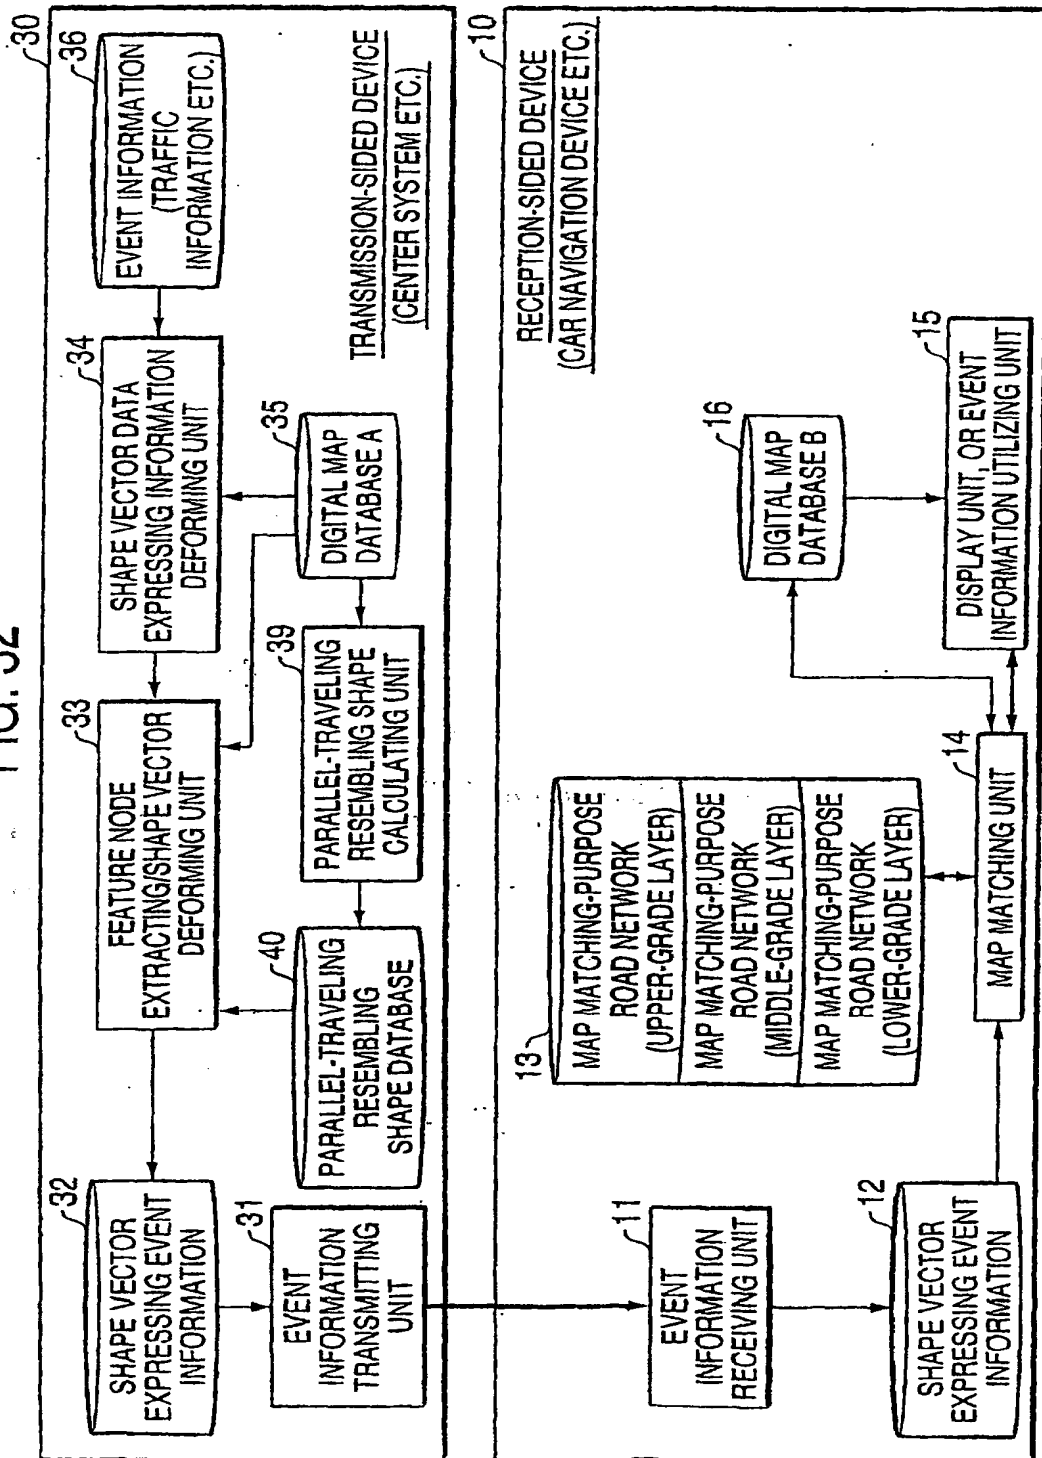 FIG. 32
30
36
EVENT INFORMATION
(TRAFFIC
INFORMATION ETC.)
34
SHAPE VECTOR DATA
EXPRESSING INFORMATION
DEFORMING UNIT
33
FEATURE NODE
EXTRACTING/SHAPE VECTOR
DEFORMING UNIT
32
SHAPE VECTOR
EXPRESSING EVENT
INFORMATION
31
EVENT
INFORMATION
TRANSMITTING
UNIT
40
PARALLEL-TRAVELING
RESEMBLING
SHAPE DATABASE
39
PARALLEL-TRAVELING
RESEMBLING SHAPE
CALCULATING UNIT
35
DIGITAL MAP
DATABASE A
TRANSMISSION-SIDED DEVICE
(CENTER SYSTEM ETC.)
10
RECEPTION-SIDED DEVICE
(CAR NAVIGATION DEVICE ETC.)
11
EVENT
INFORMATION
RECEIVING UNIT
12
SHAPE VECTOR
EXPRESSING EVENT
INFORMATION
13
MAP MATCHING-PURPOSE
ROAD NETWORK
(UPPER-GRADE LAYER)
MAP MATCHING-PURPOSE
ROAD NETWORK
(MIDDLE-GRADE LAYER)
MAP MATCHING-PURPOSE
ROAD NETWORK
(LOWER-GRADE LAYER)
14
MAP MATCHING UNIT
16
DIGITAL MAP
DATABASE B
15
DISPLAY UNIT, OR EVENT
INFORMATION UTILIZING UNIT